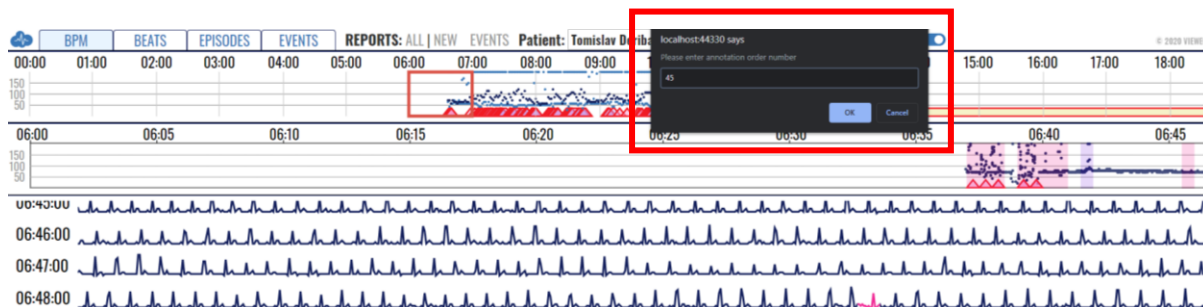 BPM BEATS EPISODES EVENTS REPORTS: ALL | NEW EVENTS Patient: Tomislav © 2020 VIEWER
localhost:44330 says
Please enter annotation order number
45
OK Cancel
00:00 01:00 02:00 03:00 04:00 05:00 06:00 07:00 08:00 09:00 15:00 16:00 17:00
150
100
50
06:00 06:05 06:10 06:15 06:20 06:25 06:30 06:35 06:40 06:45
150
100
50
06:45:00
06:46:00
06:47:00
06:48:00